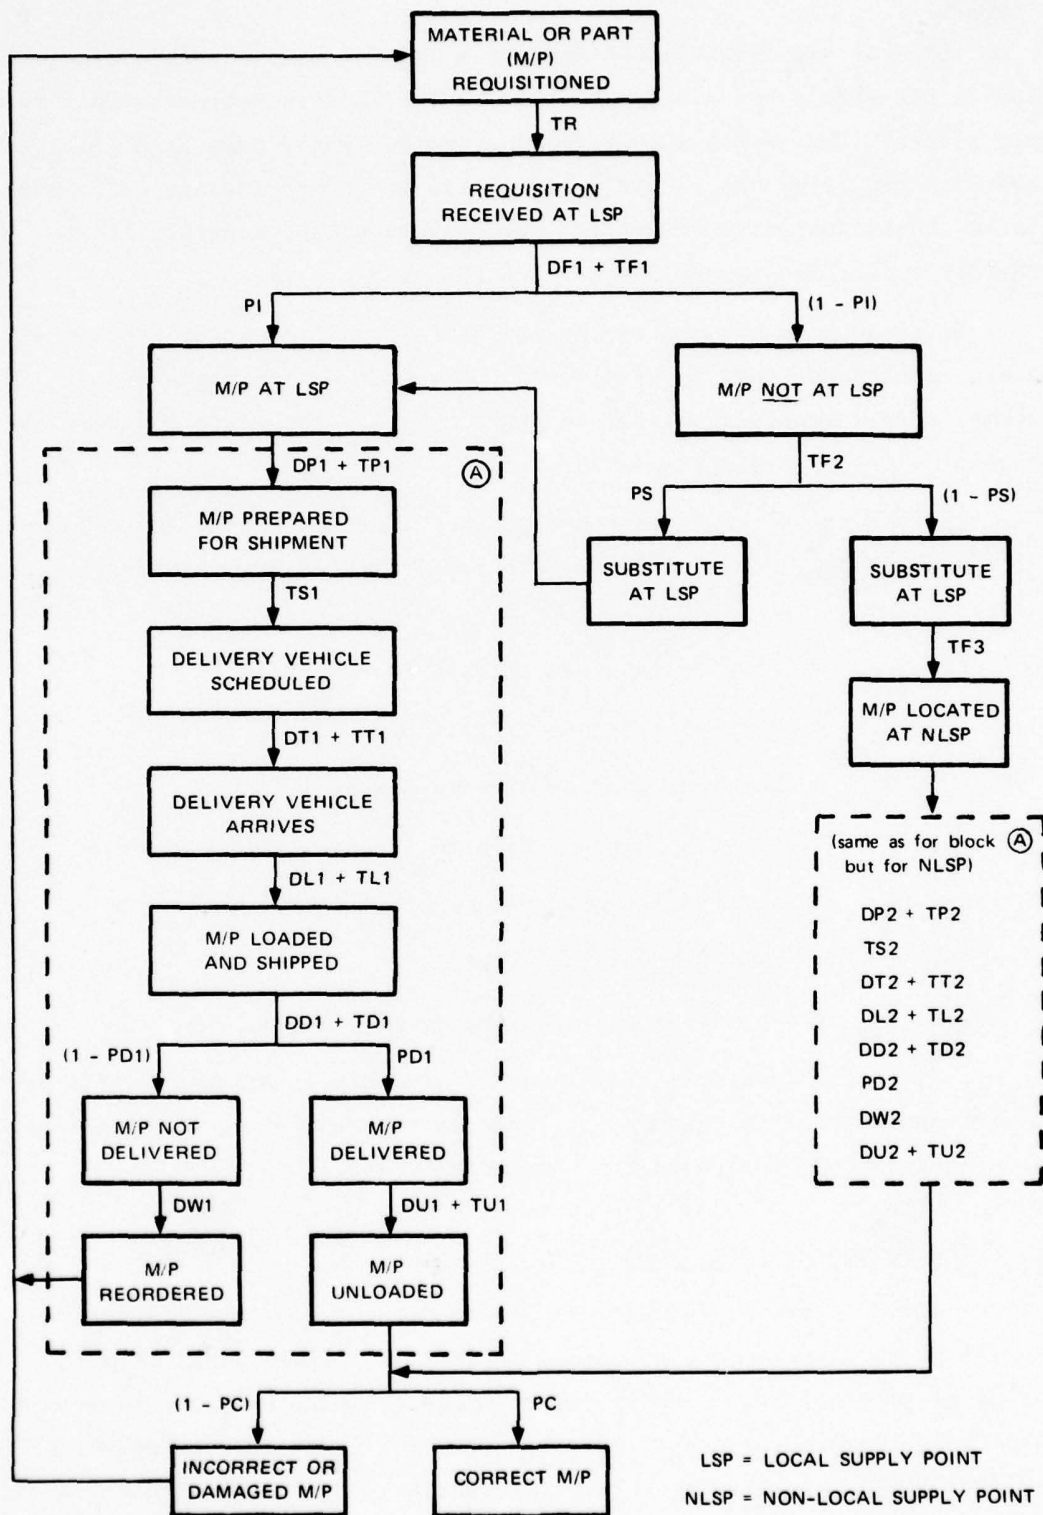 MATERIAL OR PART
(M/P)
REQUISITIONED
TR
REQUISITION
RECEIVED AT LSP
DF1 + TF1
PI
(1 - PI)
M/P AT LSP
M/P NOT AT LSP
DP1 + TP1
A
TF2
PS
(1 - PS)
M/P PREPARED
FOR SHIPMENT
SUBSTITUTE
AT LSP
SUBSTITUTE
AT LSP
TS1
TF3
DELIVERY VEHICLE
SCHEDULED
M/P LOCATED
AT NLSP
DT1 + TT1
DELIVERY VEHICLE
ARRIVES
DL1 + TL1
M/P LOADED
AND SHIPPED
DD1 + TD1
(1 - PD1)
PD1
M/P NOT
DELIVERED
M/P
DELIVERED
DW1
DU1 + TU1
M/P
REORDERED
M/P
UNLOADED
(same as for block A
but for NLSP)
DP2 + TP2
TS2
DT2 + TT2
DL2 + TL2
DD2 + TD2
PD2
DW2
DU2 + TU2
(1 - PC)
PC
INCORRECT OR
DAMAGED M/P
CORRECT M/P
LSP = LOCAL SUPPLY POINT
NLSP = NON-LOCAL SUPPLY POINT